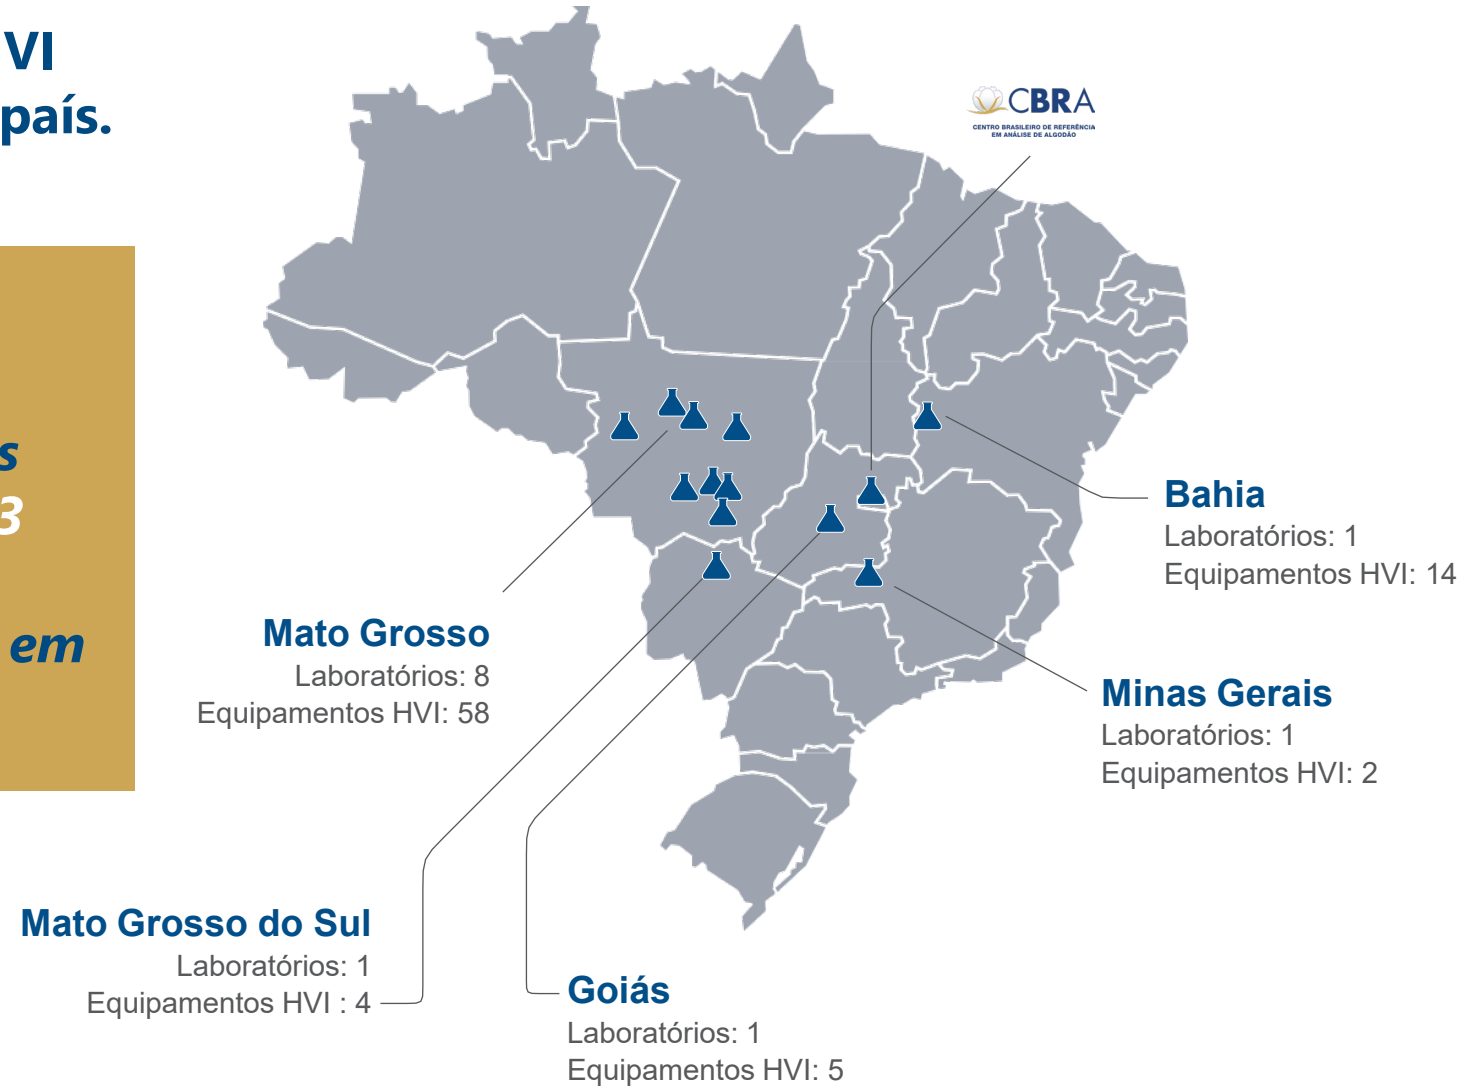 VI
país.
s
3
em
CBRA
CENTRO BRASILEIRO DE REFERÊNCIA
EM ANÁLISE DE ALGODÃO
Bahia
Laboratórios: 1
Equipamentos HVI: 14
Mato Grosso
Laboratórios: 8
Equipamentos HVI: 58
Minas Gerais
Laboratórios: 1
Equipamentos HVI: 2
Mato Grosso do Sul
Laboratórios: 1
Equipamentos HVI : 4
Goiás
Laboratórios: 1
Equipamentos HVI: 5